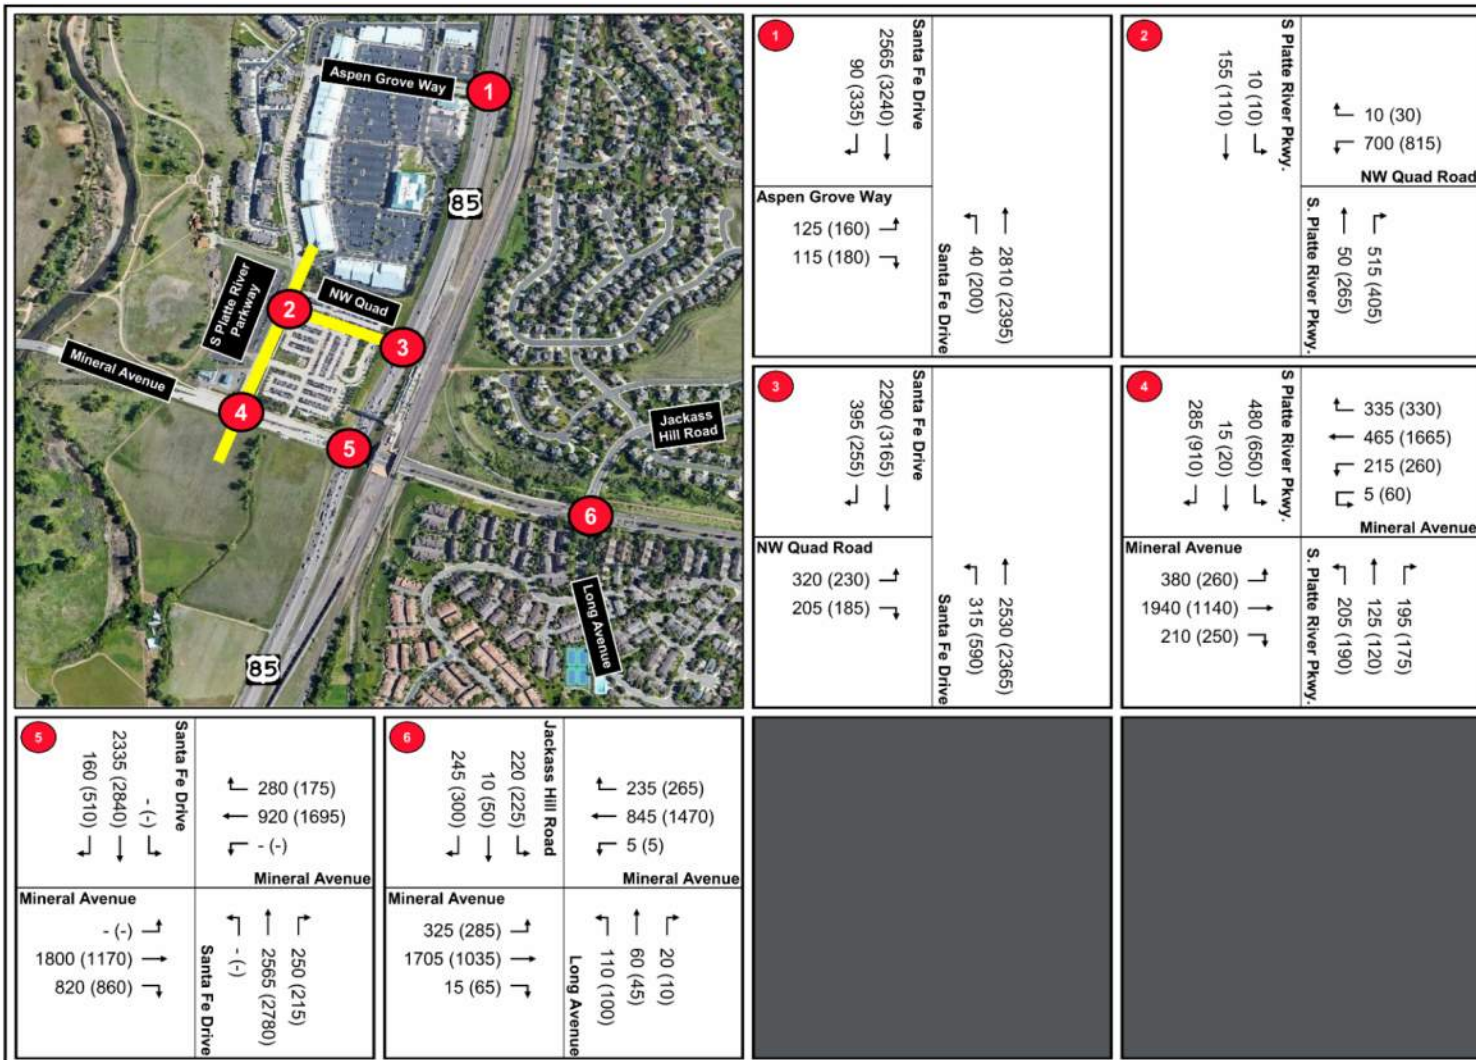 Aspen Grove Way
1
85
S Platte River
Parkway
NW Quad
2
3
Mineral Avenue
4
5
Jackass
Hill Road
6
Long Avenue
85
1
Santa Fe Drive
2565 (3240)
90 (335)
Aspen Grove Way
125 (160)
115 (180)
Santa Fe Drive
40 (200)
2810 (2395)
2
S Platte River Pkwy.
10 (10)
155 (110)
10 (30)
700 (815)
NW Quad Road
S. Platte River Pkwy.
50 (265)
515 (405)
3
Santa Fe Drive
2290 (3165)
395 (255)
NW Quad Road
320 (230)
205 (185)
Santa Fe Drive
315 (590)
2530 (2365)
4
S Platte River Pkwy.
480 (650)
15 (20)
285 (910)
335 (330)
465 (1665)
215 (260)
5 (60)
Mineral Avenue
Mineral Avenue
380 (260)
1940 (1140)
210 (250)
S. Platte River Pkwy.
205 (190)
125 (120)
195 (175)
5
Santa Fe Drive
- (-)
2335 (2840)
160 (510)
280 (175)
920 (1695)
- (-)
Mineral Avenue
Mineral Avenue
- (-)
1800 (1170)
820 (860)
Santa Fe Drive
- (-)
2565 (2780)
250 (215)
6
Jackass Hill Road
220 (225)
10 (50)
245 (300)
235 (265)
845 (1470)
5 (5)
Mineral Avenue
Mineral Avenue
325 (285)
1705 (1035)
15 (65)
Long Avenue
110 (100)
60 (45)
20 (10)